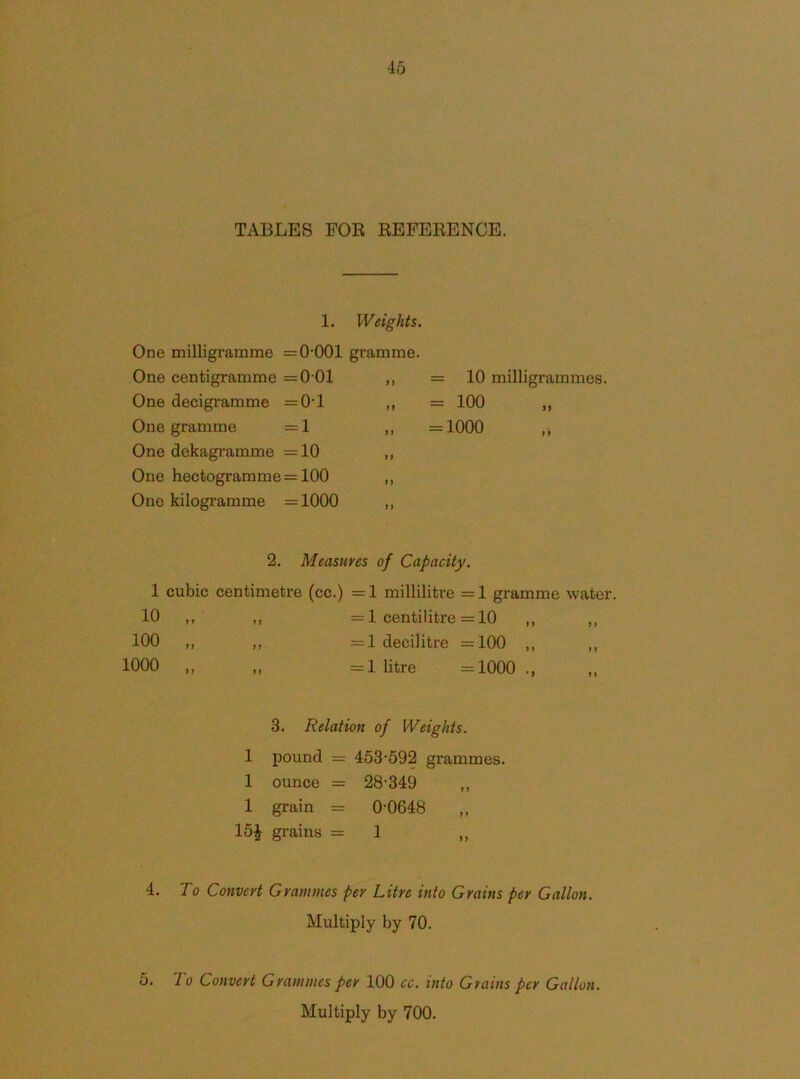 45
TABLES FOR REFERENCE.
1. Weights.
One milligramme =0·001 gramme.
One centigramme =0·01 ,, = 10 milligrammes.
One decigramme =0·1 ,, = 100 ,,
One gramme =1 ,, =1000 ,,
One dekagramme =10 ,,
One hectogramme=100 ,,
One kilogramme =1000 ,,
2. Measures of Capacity.
1 cubic centimetre (cc.) =1 millilitre =1 gramme water.
10 ,, ,, =1 centilitre =10 ,, ,,
100 ,, ,, =1 decilitre =100 ,, ,,
1000 ,, ,, =1 litre =1000 ., ,,
3. Relation of Weights.
1 pound = 453·592 grammes.
1 ounce = 28·349 ,,
1 grain = 0·0648 ,,
15½ grains = 1 ,,
4. To Convert Grammes per Litre into Grains per Gallon.
Multiply by 70.
5. To Convert Grammes per 100 cc. into Grains per Gallon.
Multiply by 700.